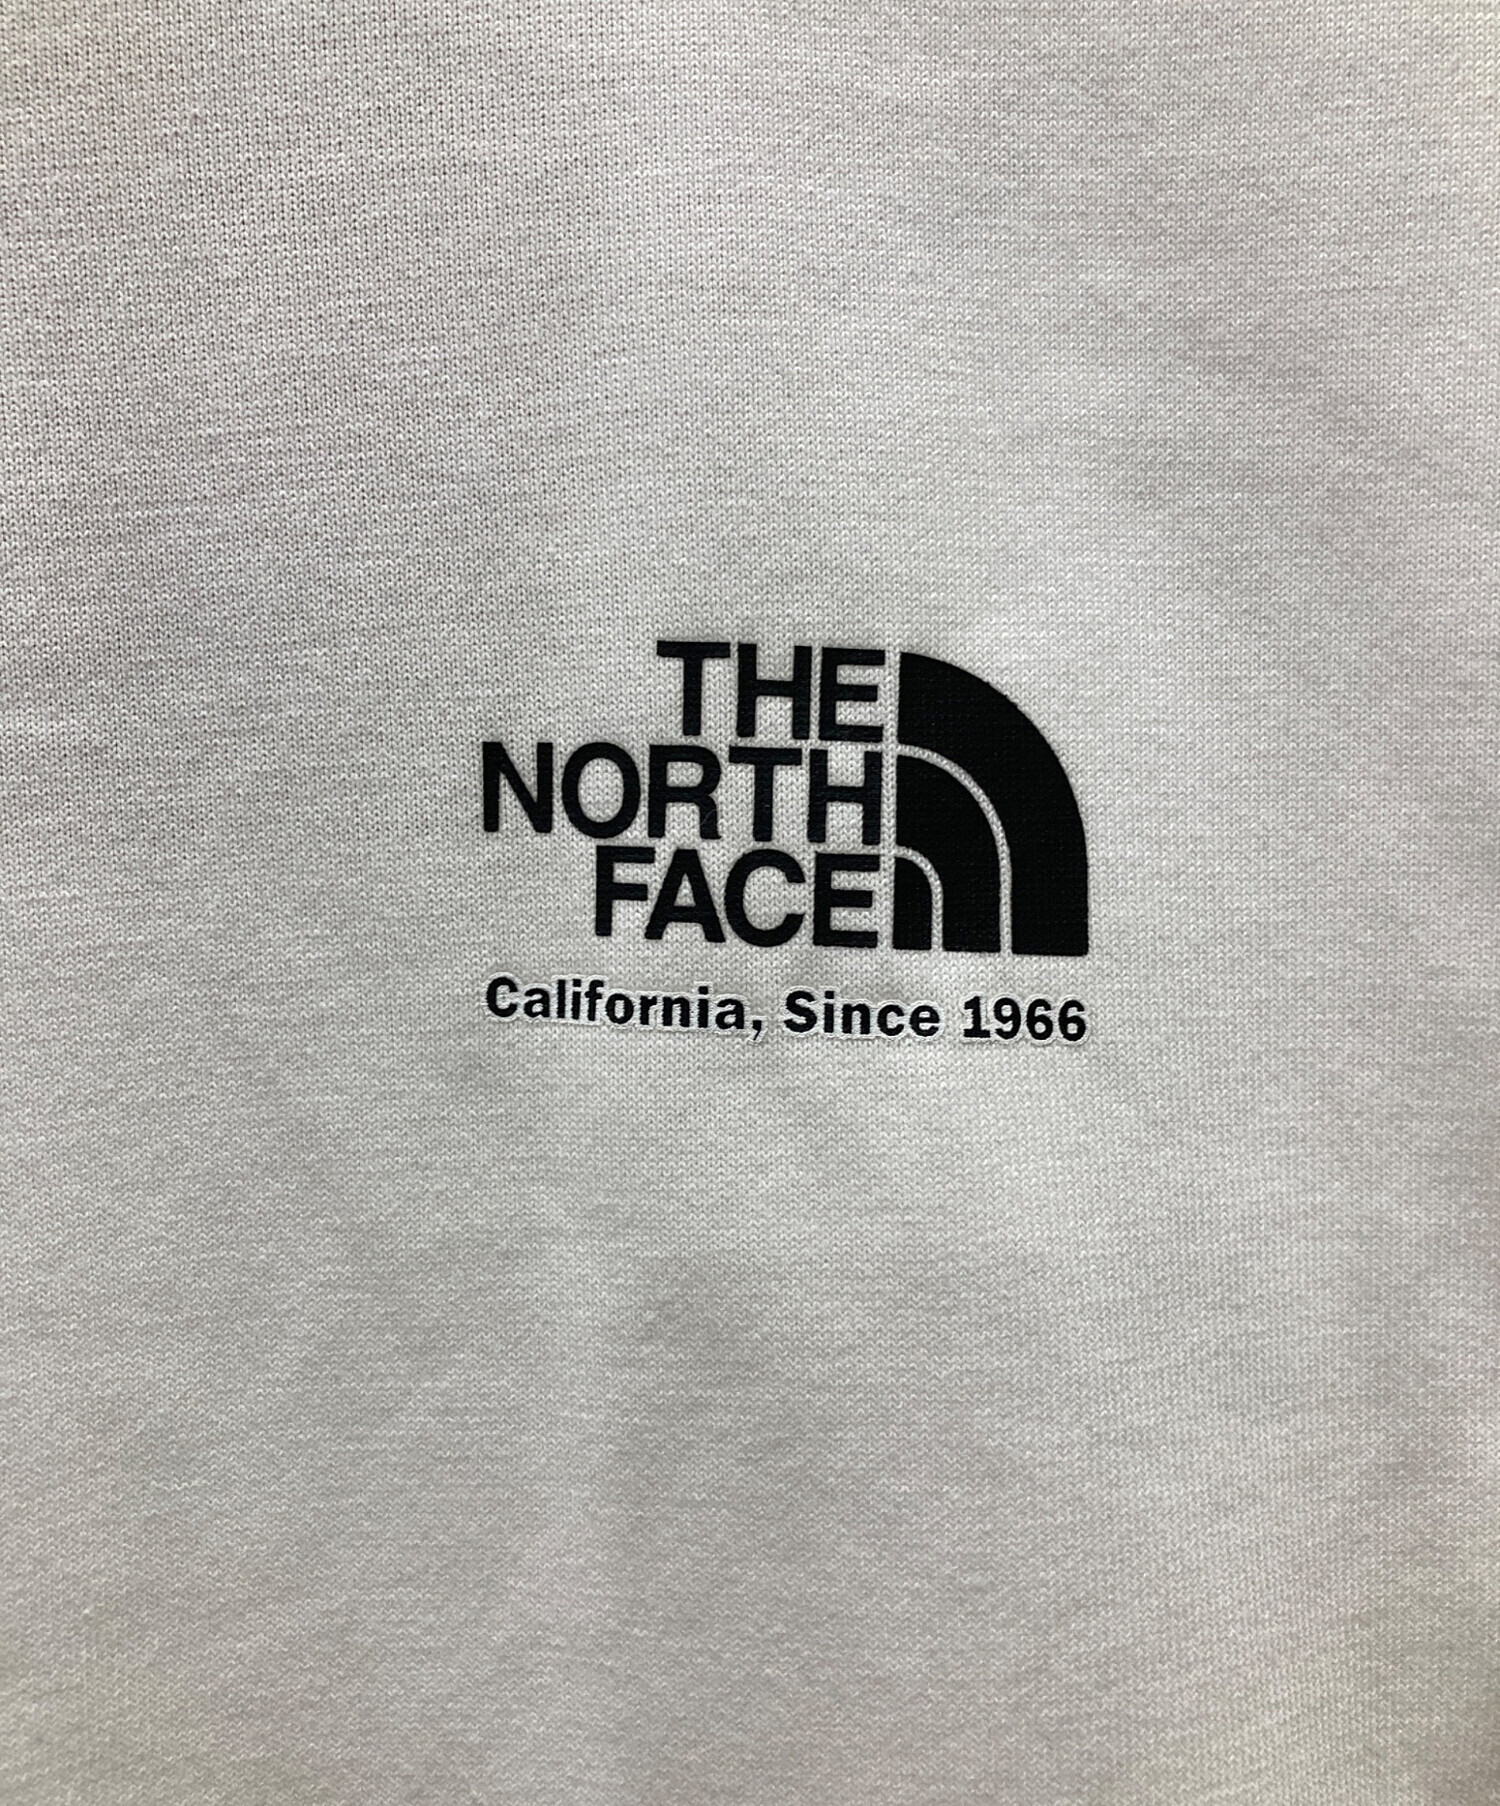 THE
NORTH
FACE
California, Since 1966